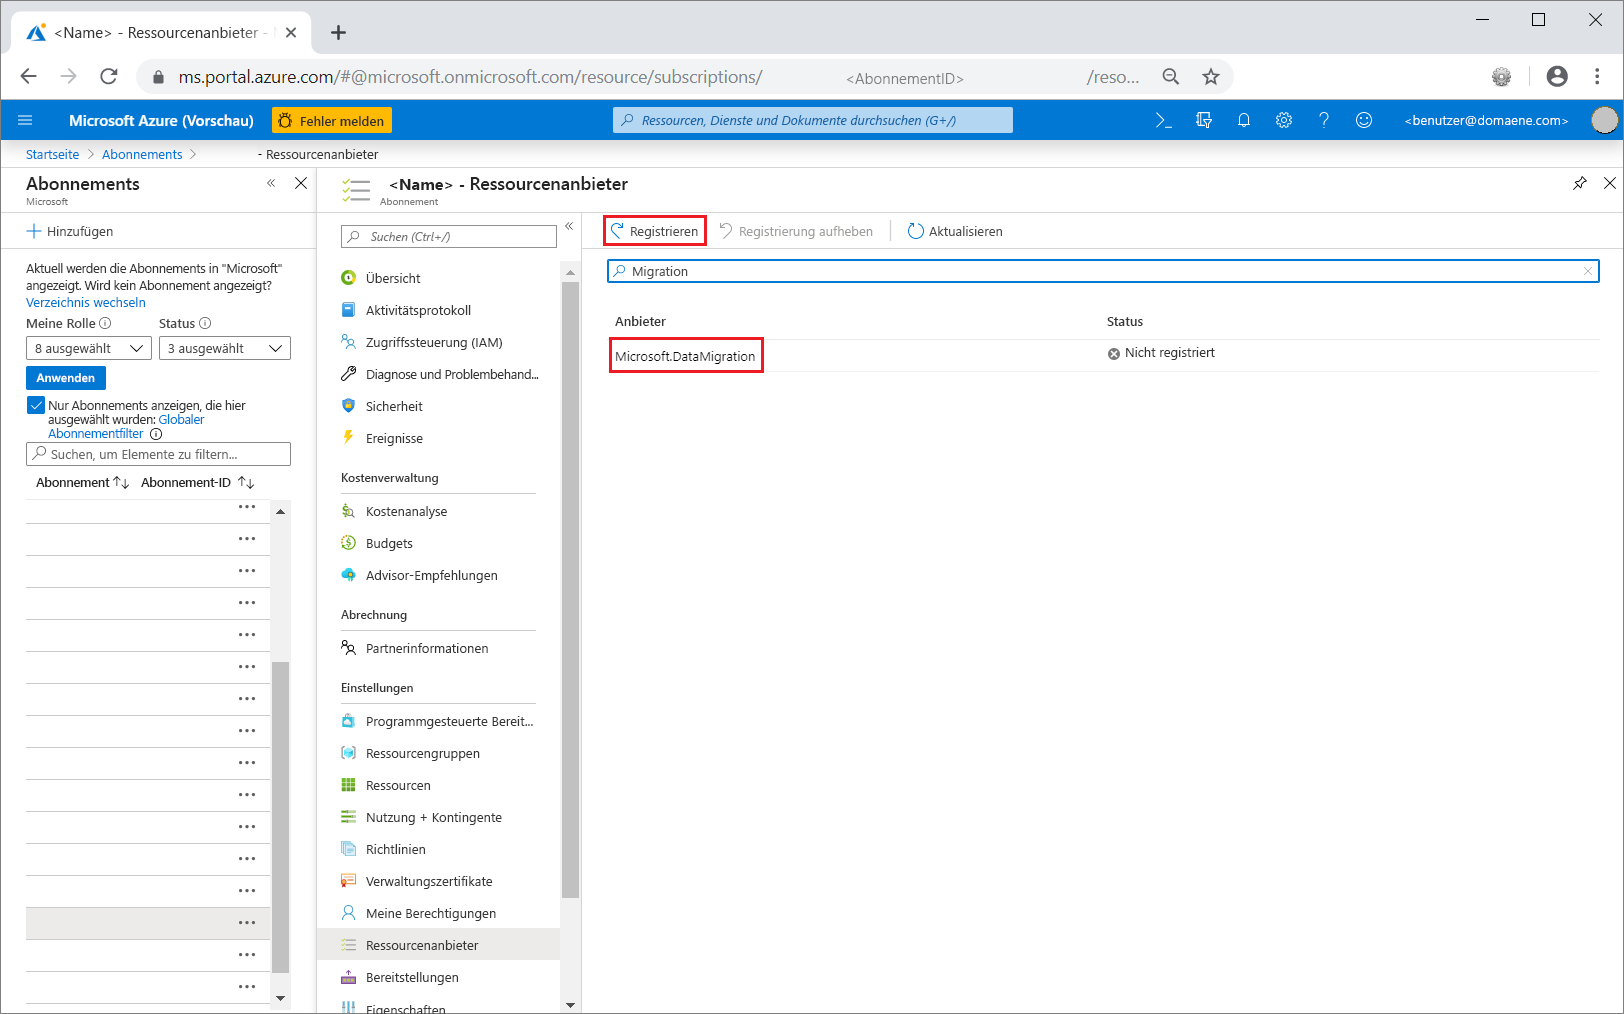 <Name> - Ressourcenanbieter -
ms.portal.azure.com/#@microsoft.onmicrosoft.com/resource/subscriptions/ <AbonnementID> /reso...
Microsoft Azure (Vorschau)
Fehler melden
Ressourcen, Dienste und Dokumente durchsuchen (G+/)
<benutzer@domaene.com>
Startseite > Abonnements > - Ressourcenanbieter
Abonnements
Microsoft
Hinzufügen
Aktuell werden die Abonnements in "Microsoft"
angezeigt. Wird kein Abonnement angezeigt?
Verzeichnis wechseln
Meine Rolle
Status
8 ausgewählt
3 ausgewählt
Anwenden
Nur Abonnements anzeigen, die hier
ausgewählt wurden: Globaler
Abonnementfilter
Suchen, um Elemente zu filtern...
Abonnement
Abonnement-ID
<Name> - Ressourcenanbieter
Abonnement
Suchen (Ctrl+/)
Übersicht
Aktivitätsprotokoll
Zugriffssteuerung (IAM)
Diagnose und Problembehand...
Sicherheit
Ereignisse
Kostenverwaltung
Kostenanalyse
Budgets
Advisor-Empfehlungen
Abrechnung
Partnerinformationen
Einstellungen
Programmgesteuerte Bereit...
Ressourcengruppen
Ressourcen
Nutzung + Kontingente
Richtlinien
Verwaltungszertifikate
Meine Berechtigungen
Ressourcenanbieter
Bereitstellungen
Eigenschaften
Registrieren
Registrierung aufheben
Aktualisieren
Migration
Anbieter
Status
Microsoft.DataMigration
Nicht registriert